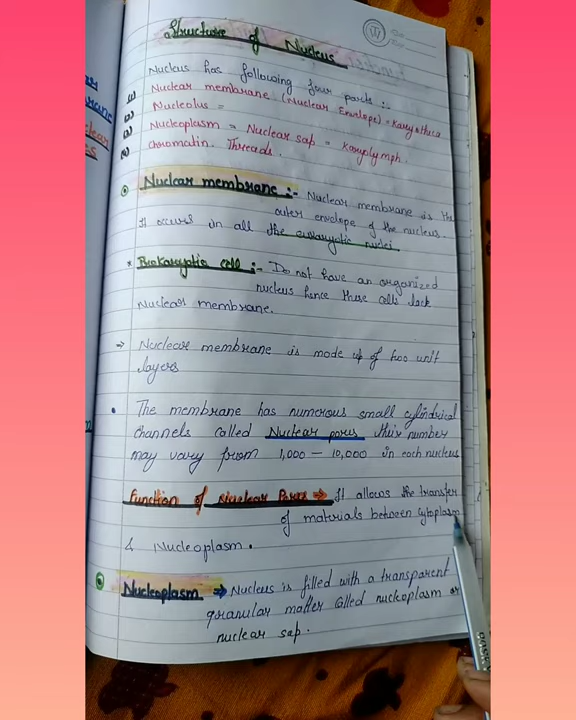 Structure of Nucleus
Nucleus has following four parts :-
(1) Nuclear membrane (Nuclear Envelope) = Karyotheca
(2) Nucleolus =
(3) Nucleoplasm = Nuclear sap = Karyolymph.
(4) Chromatin Threads.
Nuclear membrane :- Nuclear membrane is the
outer envelope of the nucleus.
It occurs in all the eukaryotic nuclei.
* Prokaryotic cell :- Do not have an organized
nucleus hence these cells lack
Nuclear membrane.
→ Nuclear membrane is made up of two unit
layers
• The membrane has numerous small cylindrical
channels called Nuclear pores their number
may vary from 1,000 – 10,000 in each nucleus
Function of Nuclear Pores → It allows the transfer
of materials between cytoplasm
& Nucleoplasm.
Nucleoplasm → Nucleus is filled with a transparent
granular matter called nucleoplasm or
nuclear sap.